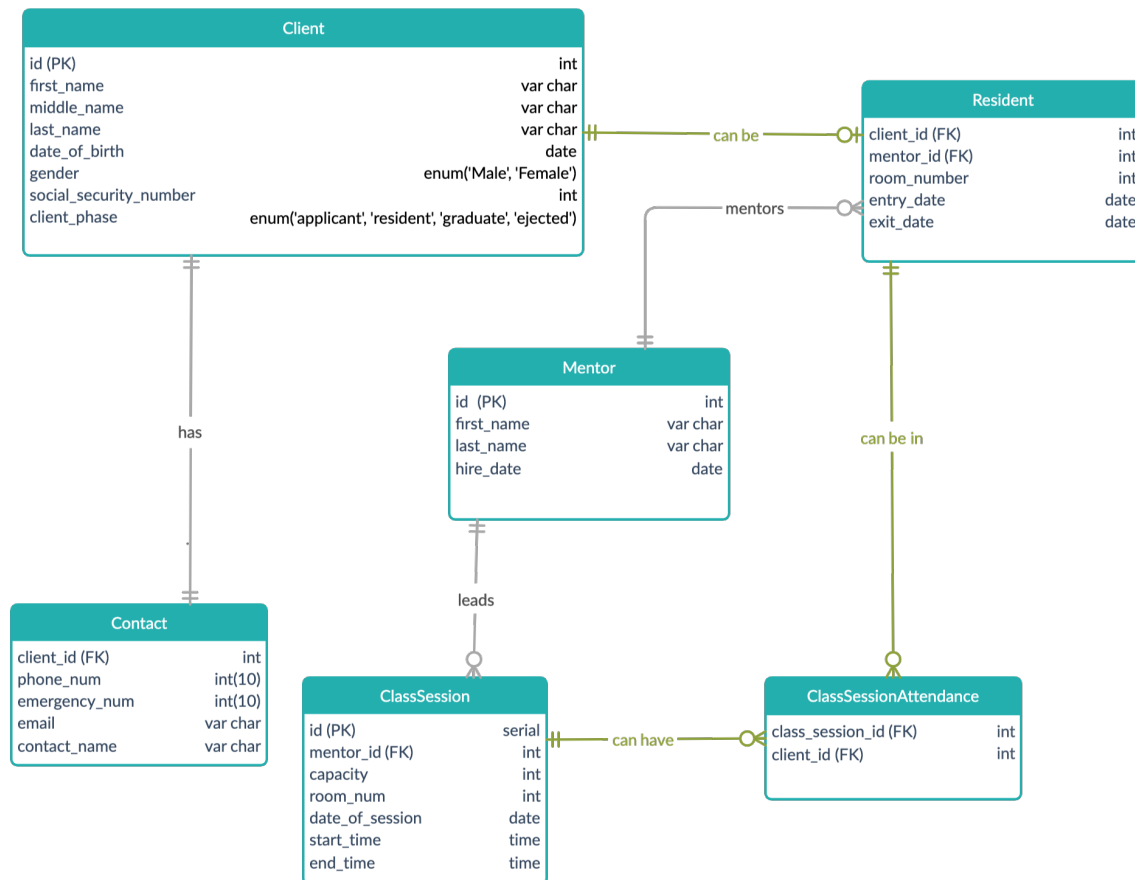 Client
id (PK) int
first_name var char
middle_name var char
last_name var char
date_of_birth date
gender enum('Male', 'Female')
social_security_number int
client_phase enum('applicant', 'resident', 'graduate', 'ejected')
can be
Resident
client_id (FK) int
mentor_id (FK) int
room_number int
entry_date date
exit_date date
mentors
Mentor
id (PK) int
first_name var char
last_name var char
hire_date date
has
can be in
leads
Contact
client_id (FK) int
phone_num int(10)
emergency_num int(10)
email var char
contact_name var char
ClassSession
id (PK) serial
mentor_id (FK) int
capacity int
room_num int
date_of_session date
start_time time
end_time time
can have
ClassSessionAttendance
class_session_id (FK) int
client_id (FK) int